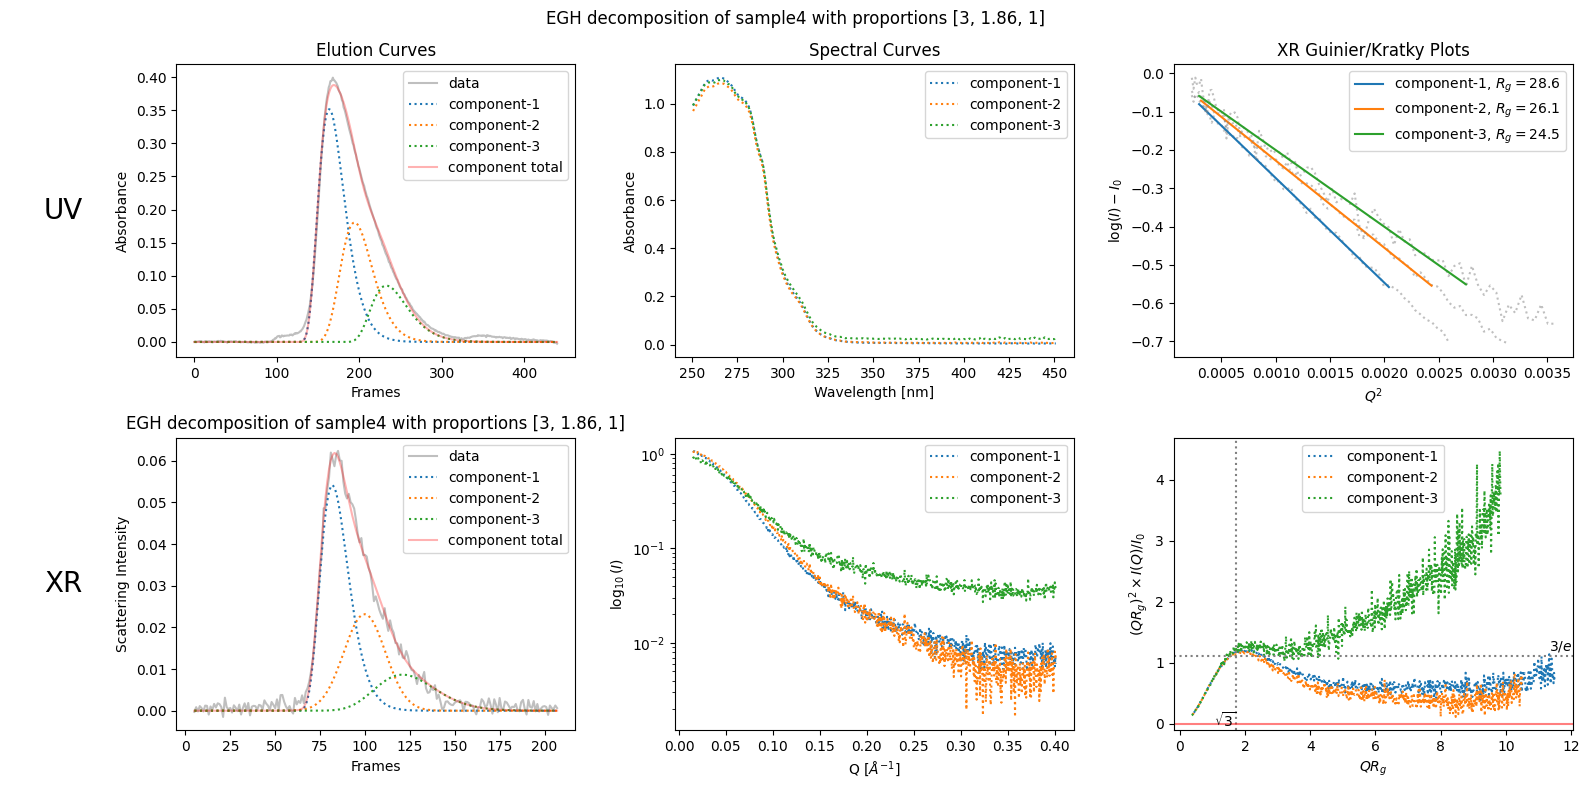 EGH decomposition of sample4 with proportions [3, 1.86, 1]
UV
Elution Curves
Absorbance
0.40
0.35
0.30
0.25
0.20
0.15
0.10
0.05
0.00
data
component-1
component-2
component-3
component total
0 100 200 300 400
Frames
Spectral Curves
Absorbance
1.0
0.8
0.6
0.4
0.2
0.0
component-1
component-2
component-3
250 275 300 325 350 375 400 425 450
Wavelength [nm]
XR Guinier/Kratky Plots
log(I) − I₀
0.0
−0.1
−0.2
−0.3
−0.4
−0.5
−0.6
−0.7
component-1, R_g = 28.6
component-2, R_g = 26.1
component-3, R_g = 24.5
0.0005 0.0010 0.0015 0.0020 0.0025 0.0030 0.0035
Q²
XR
EGH decomposition of sample4 with proportions [3, 1.86, 1]
Scattering Intensity
0.06
0.05
0.04
0.03
0.02
0.01
0.00
data
component-1
component-2
component-3
component total
0 25 50 75 100 125 150 175 200
Frames
log₁₀(I)
10⁰
10⁻¹
10⁻²
component-1
component-2
component-3
0.00 0.05 0.10 0.15 0.20 0.25 0.30 0.35 0.40
Q [Å⁻¹]
(QR_g)² × I(Q)/I₀
4
3
2
1
0
component-1
component-2
component-3
3/e
√3
0 2 4 6 8 10 12
QR_g